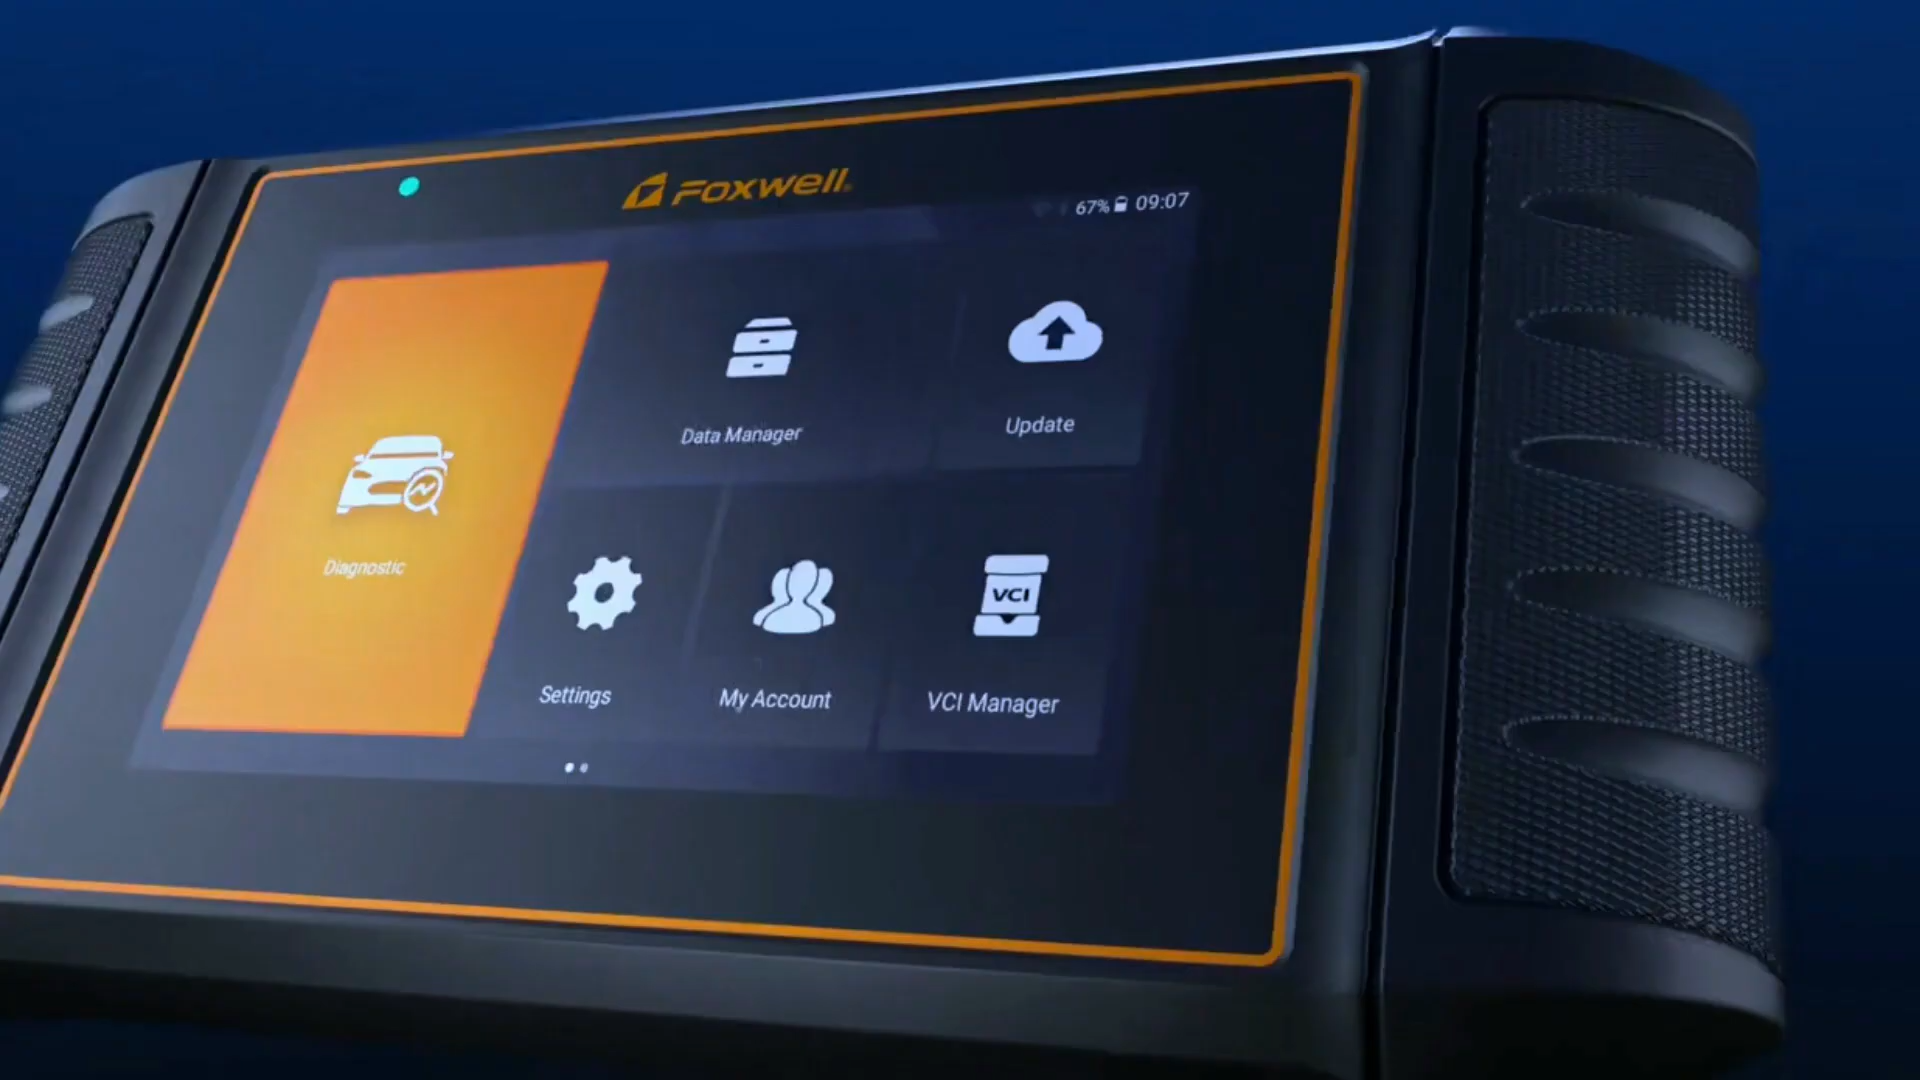 FOXWELL
67% 09:07
Data Manager
Update
Diagnostic
Settings
My Account
VCI
VCI Manager